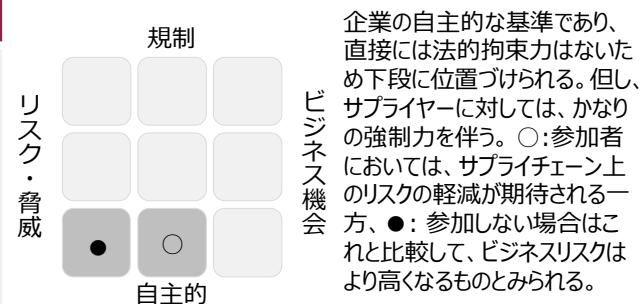 規制
リスク・脅威
●
○
ビジネス機会
自主的
企業の自主的な基準であり、
直接には法的拘束力はないた
め下段に位置づけられる。但し、
サプライヤーに対しては、かなり
の強制力を伴う。○:参加者
においては、サプライチェーン上
のリスクの軽減が期待される一
方、●: 参加しない場合はこ
れと比較して、ビジネスリスクは
より高くなるものとみられる。